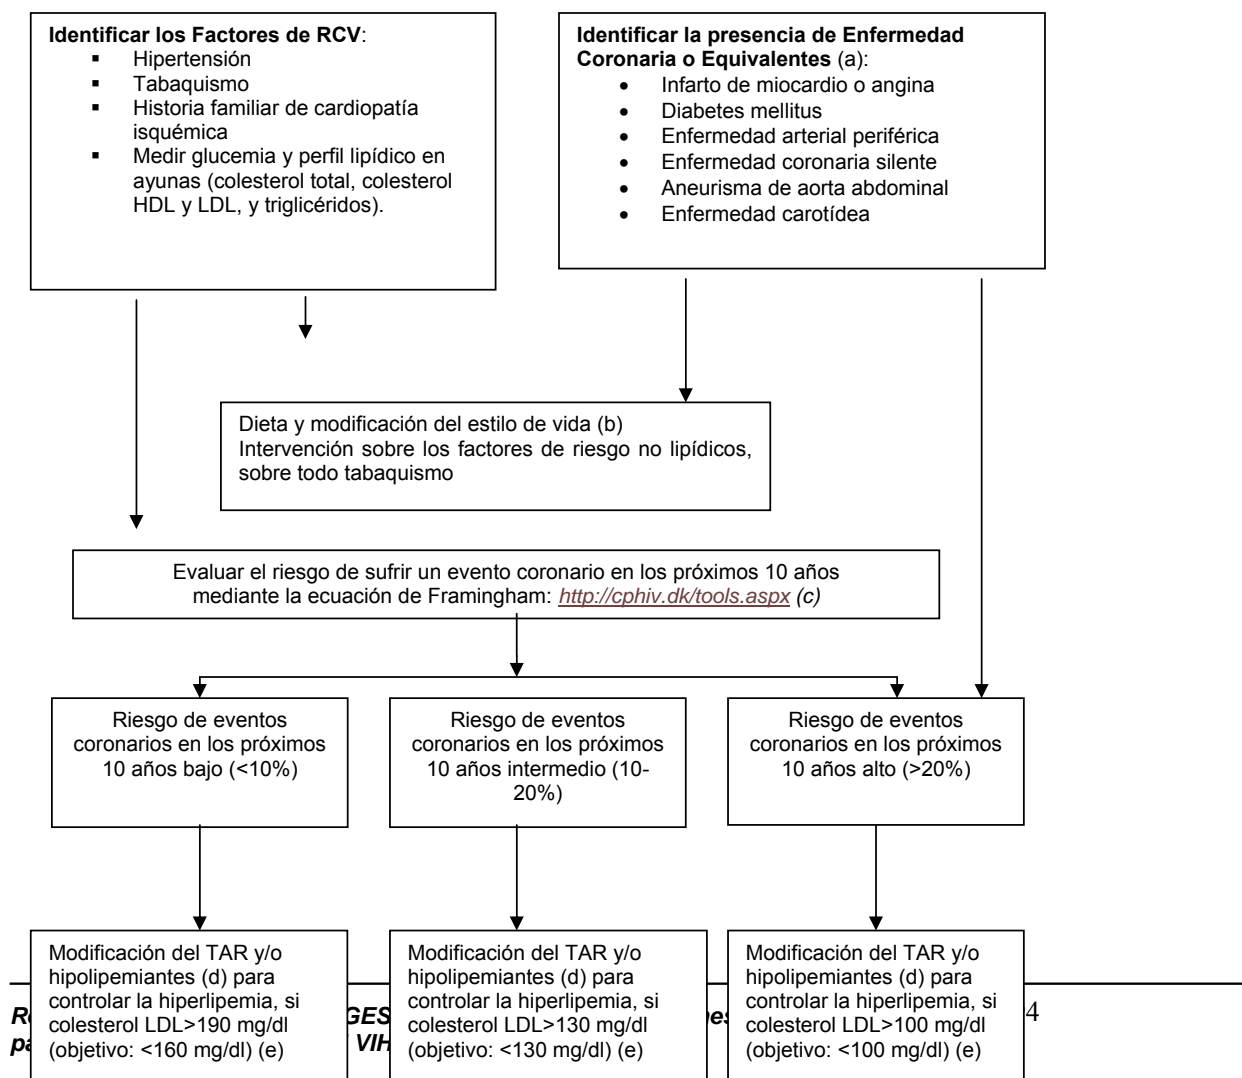 Identificar los Factores de RCV:
▪ Hipertensión
▪ Tabaquismo
▪ Historia familiar de cardiopatía
isquémica
▪ Medir glucemia y perfil lipídico en
ayunas (colesterol total, colesterol
HDL y LDL, y triglicéridos).
Identificar la presencia de Enfermedad
Coronaria o Equivalentes (a):
• Infarto de miocardio o angina
• Diabetes mellitus
• Enfermedad arterial periférica
• Enfermedad coronaria silente
• Aneurisma de aorta abdominal
• Enfermedad carotídea
Dieta y modificación del estilo de vida (b)
Intervención sobre los factores de riesgo no lipídicos,
sobre todo tabaquismo
Evaluar el riesgo de sufrir un evento coronario en los próximos 10 años
mediante la ecuación de Framingham: http://cphiv.dk/tools.aspx (c)
Riesgo de eventos
coronarios en los próximos
10 años bajo (<10%)
Riesgo de eventos
coronarios en los próximos
10 años intermedio (10-
20%)
Riesgo de eventos
coronarios en los próximos
10 años alto (>20%)
Modificación del TAR y/o
hipolipemiantes (d) para
controlar la hiperlipemia, si
colesterol LDL>190 mg/dl
(objetivo: <160 mg/dl) (e)
Modificación del TAR y/o
hipolipemiantes (d) para
controlar la hiperlipemia, si
colesterol LDL>130 mg/dl
(objetivo: <130 mg/dl) (e)
Modificación del TAR y/o
hipolipemiantes (d) para
controlar la hiperlipemia, si
colesterol LDL>100 mg/dl
(objetivo: <100 mg/dl) (e)
GES
VIH
4